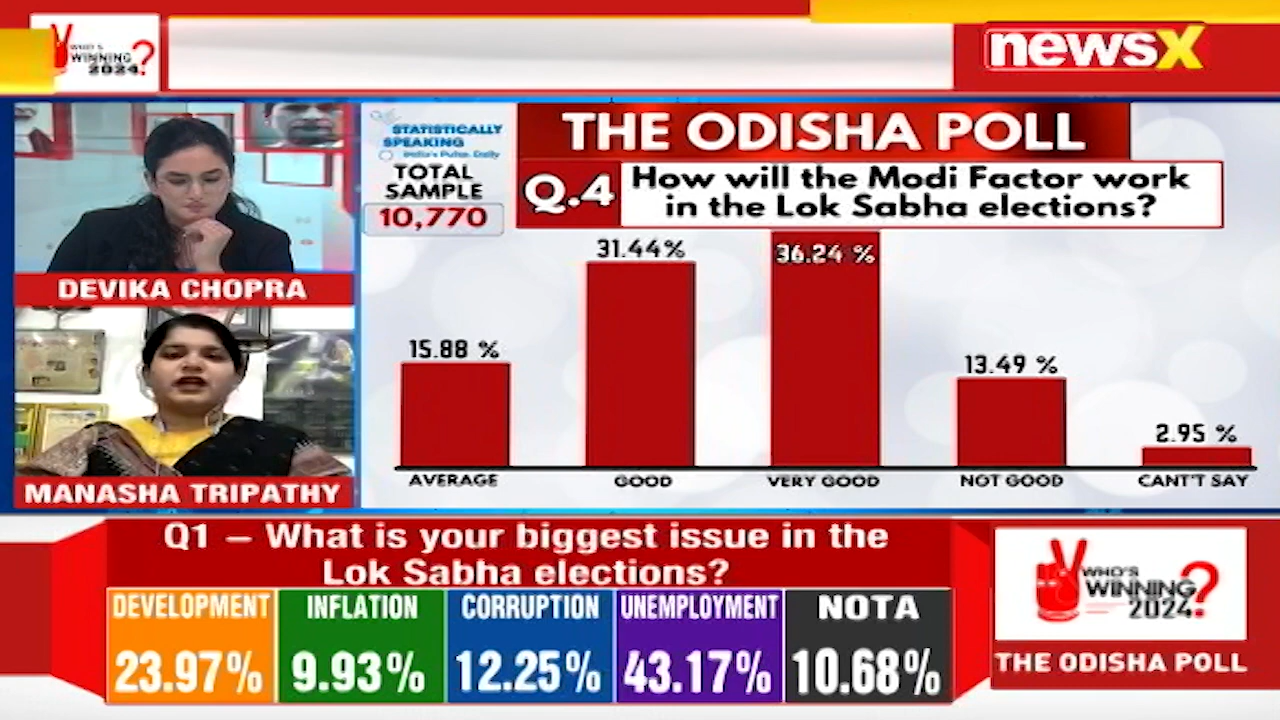 WHO'S
WINNING
2024?
newsX
STATISTICALLY
SPEAKING
India's Pulse, Daily
TOTAL
SAMPLE
10,770
THE ODISHA POLL
Q.4
How will the Modi Factor work
in the Lok Sabha elections?
DEVIKA CHOPRA
MANASHA TRIPATHY
15.88 %
31.44%
36.24 %
13.49 %
2.95 %
AVERAGE
GOOD
VERY GOOD
NOT GOOD
CANT'T SAY
Q1 – What is your biggest issue in the
Lok Sabha elections?
DEVELOPMENT
23.97%
INFLATION
9.93%
CORRUPTION
12.25%
UNEMPLOYMENT
43.17%
NOTA
10.68%
WHO'S
WINNING
2024?
THE ODISHA POLL